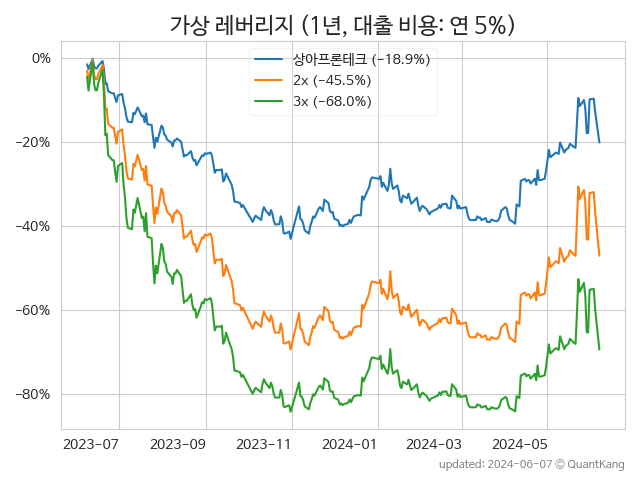 가상 레버리지 (1년, 대출 비용: 연 5%)
상아프론테크 (−18.9%)
2x (−45.5%)
3x (−68.0%)
0%
−20%
−40%
−60%
−80%
2023-07 2023-09 2023-11 2024-01 2024-03 2024-05
updated: 2024-06-07 © QuantKang